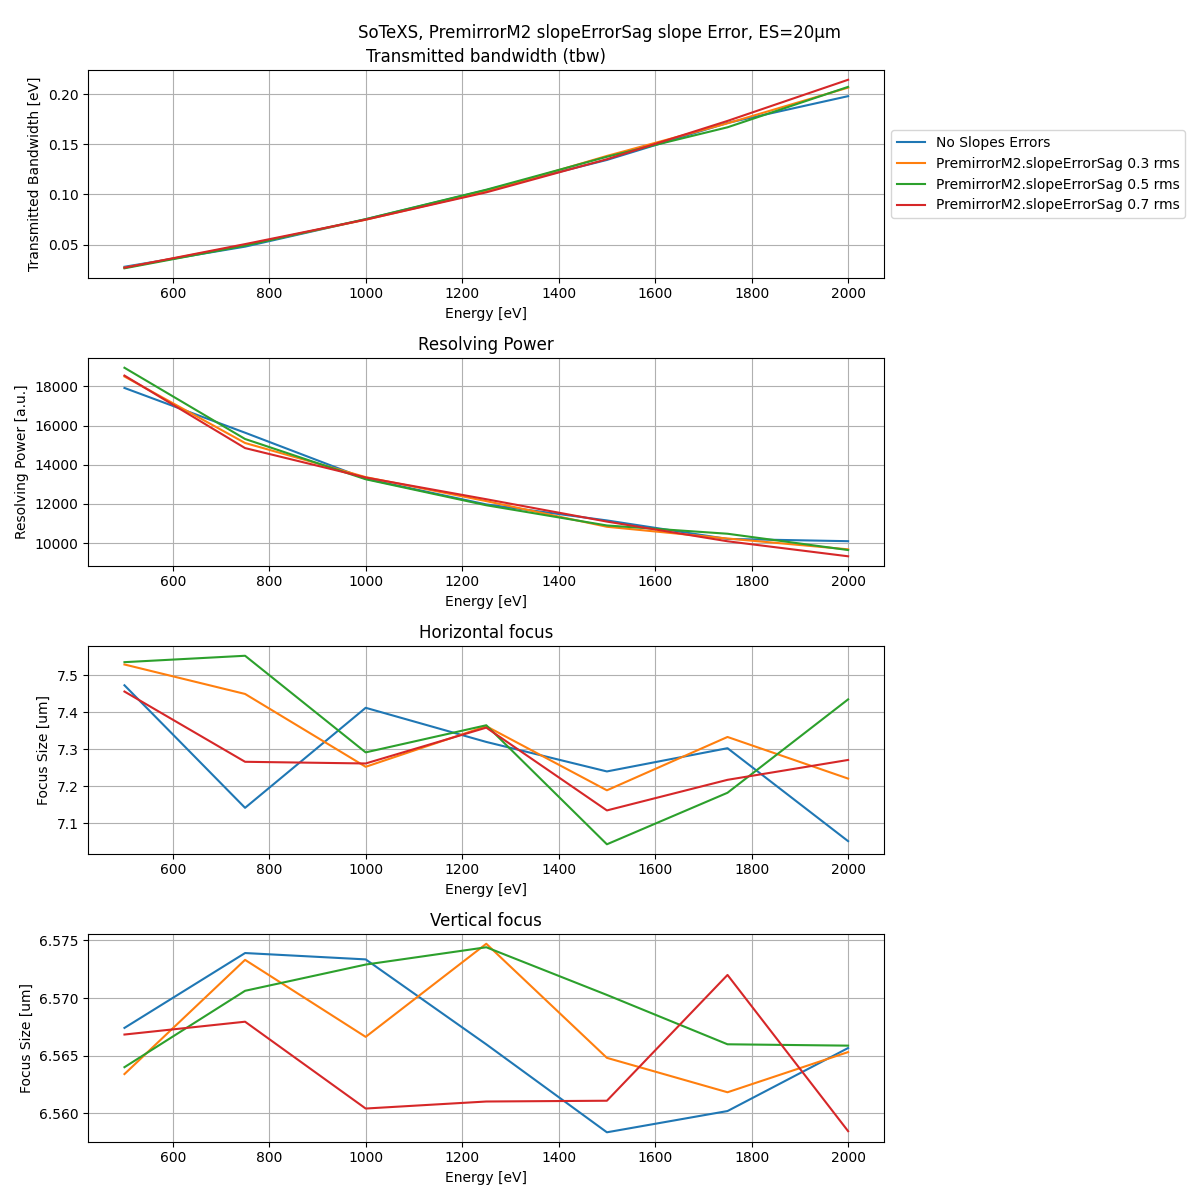 SoTeXS, PremirrorM2 slopeErrorSag slope Error, ES=20μm
Transmitted bandwidth (tbw)
Transmitted Bandwidth [eV]
0.20
0.15
0.10
0.05
600 800 1000 1200 1400 1600 1800 2000
Energy [eV]
No Slopes Errors
PremirrorM2.slopeErrorSag 0.3 rms
PremirrorM2.slopeErrorSag 0.5 rms
PremirrorM2.slopeErrorSag 0.7 rms
Resolving Power
Resolving Power [a.u.]
18000
16000
14000
12000
10000
600 800 1000 1200 1400 1600 1800 2000
Energy [eV]
Horizontal focus
Focus Size [um]
7.5
7.4
7.3
7.2
7.1
600 800 1000 1200 1400 1600 1800 2000
Energy [eV]
Vertical focus
Focus Size [um]
6.575
6.570
6.565
6.560
600 800 1000 1200 1400 1600 1800 2000
Energy [eV]